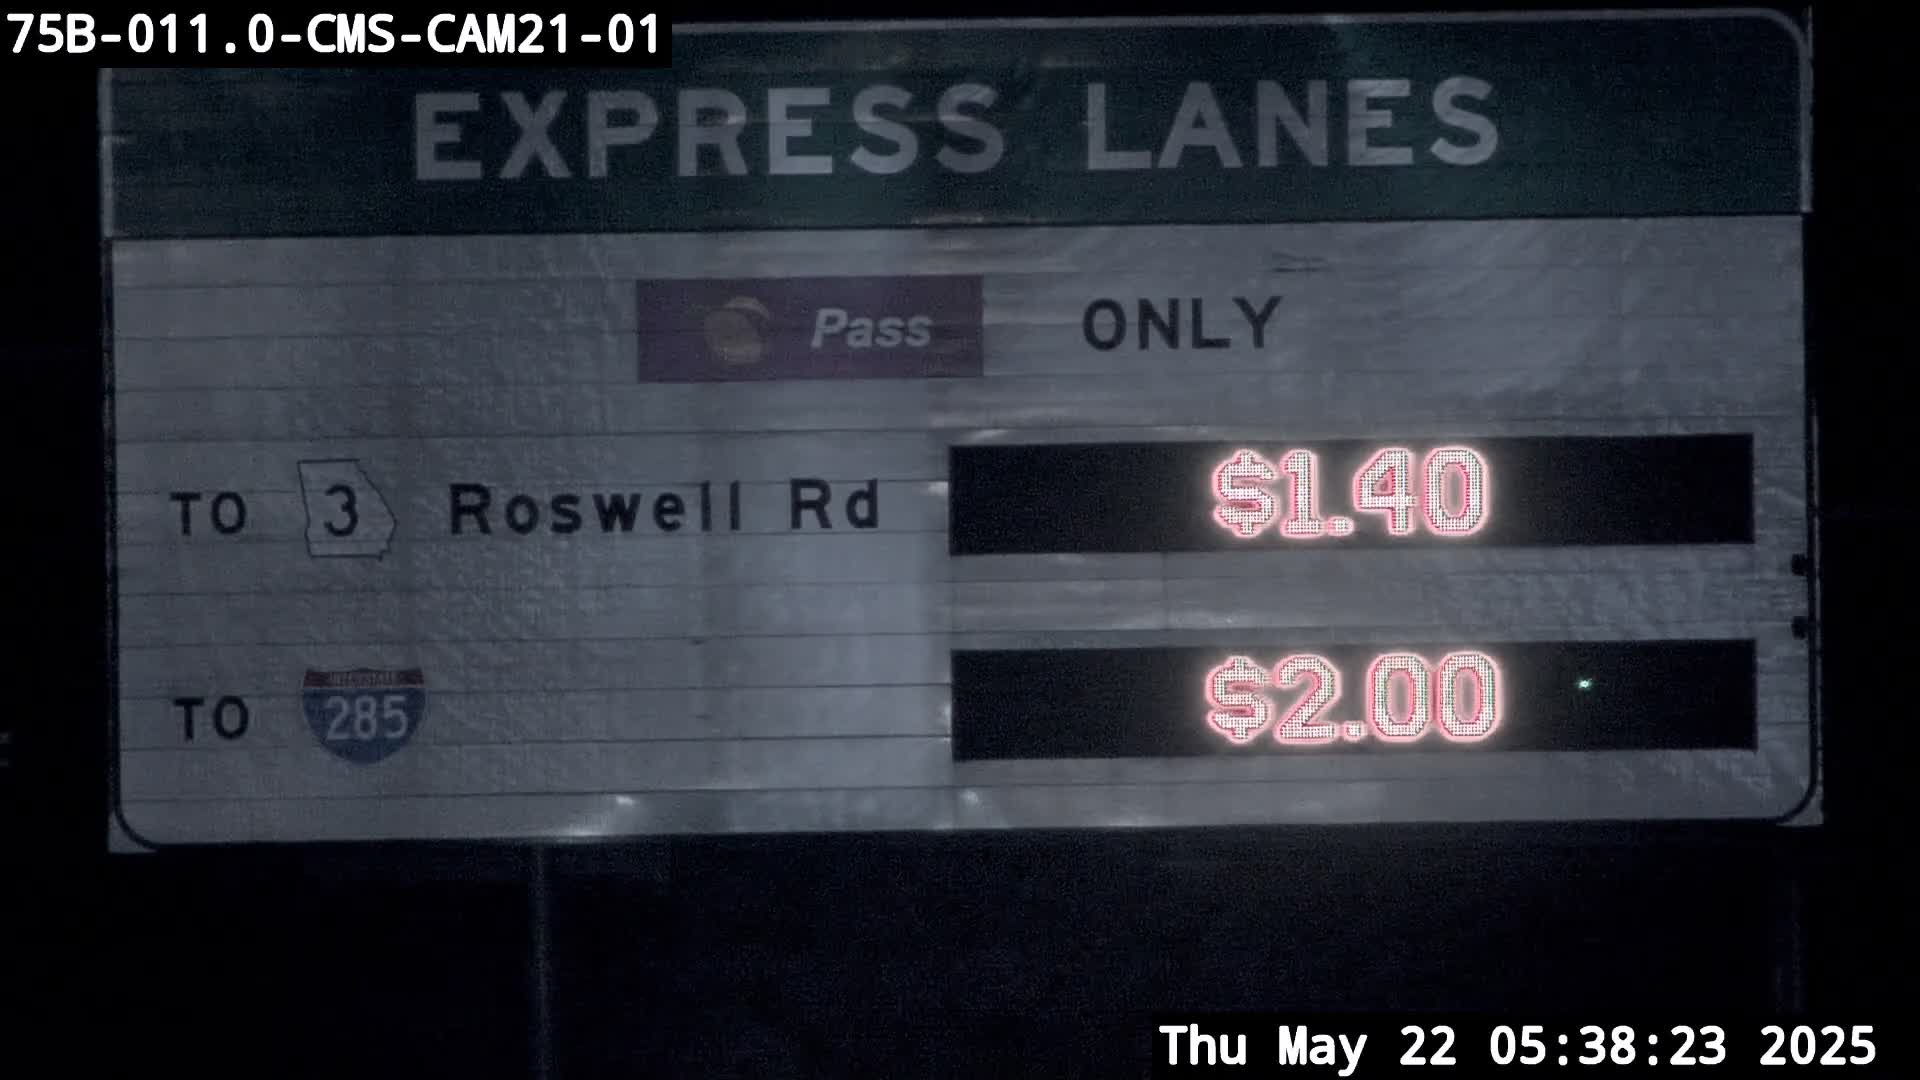 75B-011.0-CMS-CAM21-01
EXPRESS LANES
Pass ONLY
TO 3 Roswell Rd $1.40
INTERSTATE
TO 285 $2.00
Thu May 22 05:38:23 2025